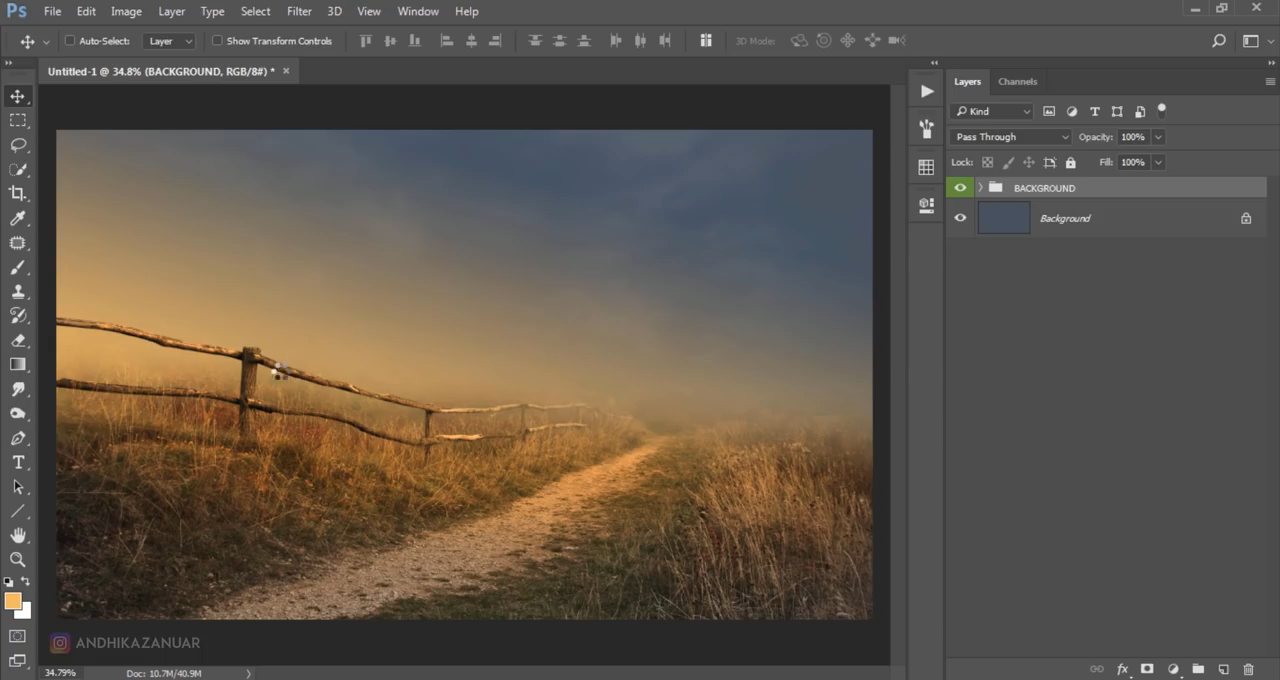 Ps File Edit Image Layer Type Select Filter 3D View Window Help
Auto-Select: Layer Show Transform Controls 3D Mode:
Untitled-1 @ 34.8% (BACKGROUND, RGB/8#) * ×
Layers Channels
Kind T
Pass Through Opacity: 100%
Lock: Fill: 100%
BACKGROUND
Background
T
ANDHIKAZANUAR
34.79% Doc: 10.7M/40.9M
fx